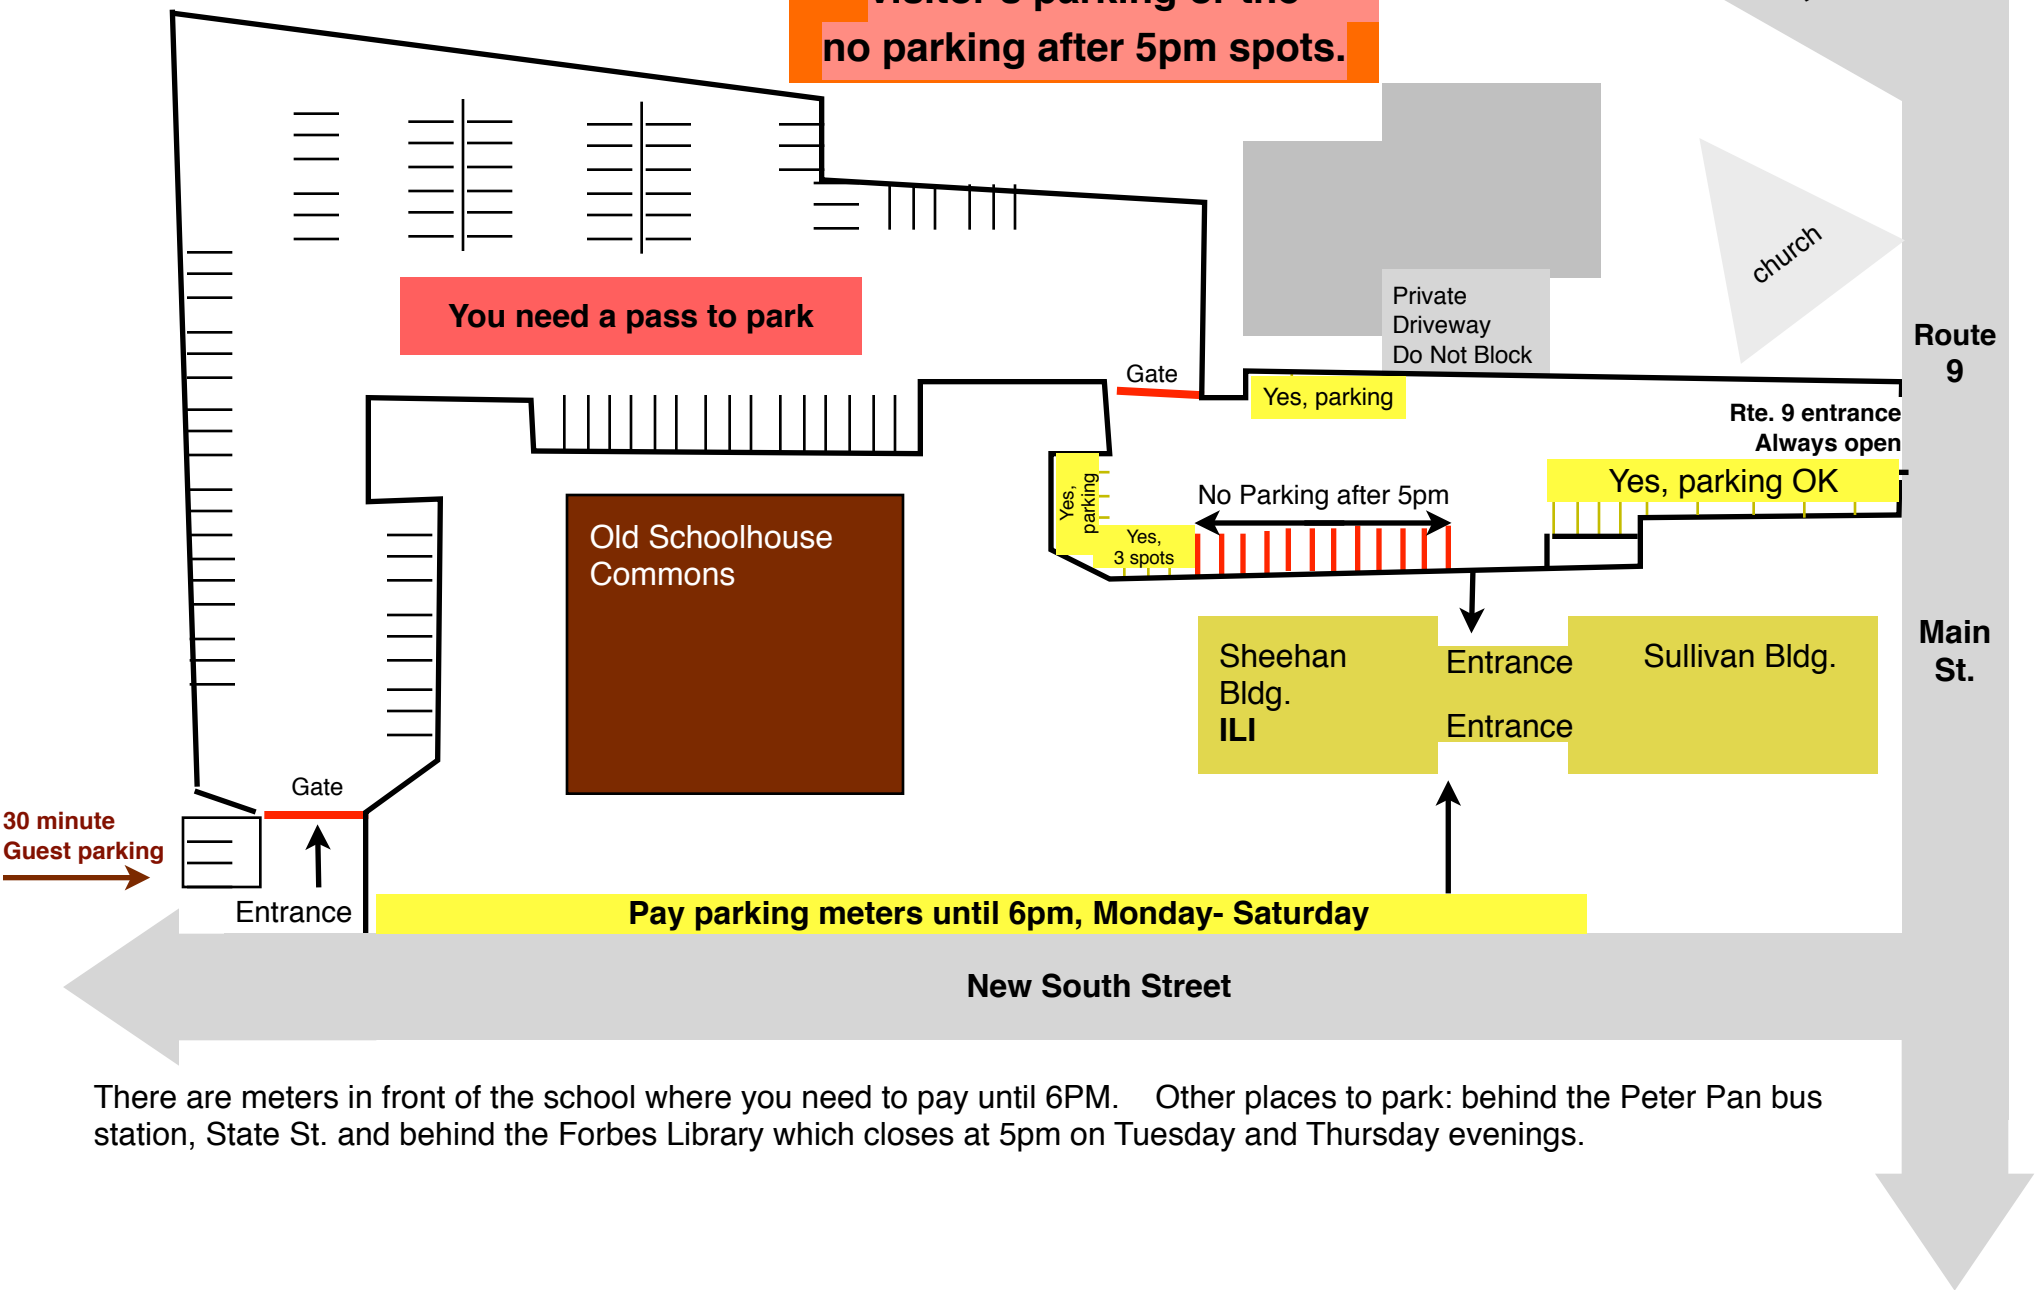 visitor's parking or the
no parking after 5pm spots.
church
You need a pass to park
Private
Driveway
Do Not Block
Route
9
Gate
Yes, parking
Rte. 9 entrance
Always open
Yes, parking OK
Yes,
parking
No Parking after 5pm
Yes,
3 spots
Old Schoolhouse
Commons
Sheehan
Bldg.
ILI
Entrance
Entrance
Sullivan Bldg.
Main
St.
Gate
30 minute
Guest parking
Entrance
Pay parking meters until 6pm, Monday- Saturday
New South Street
There are meters in front of the school where you need to pay until 6PM.    Other places to park: behind the Peter Pan bus
station, State St. and behind the Forbes Library which closes at 5pm on Tuesday and Thursday evenings.